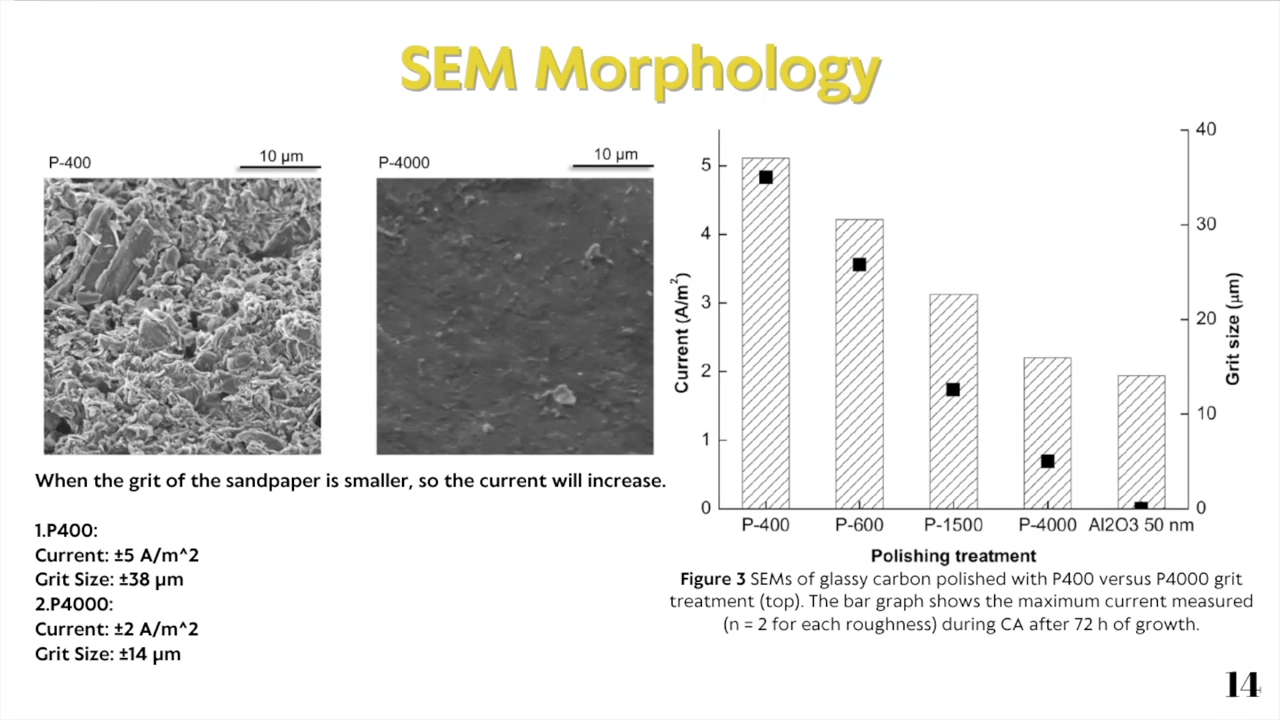 SEM Morphology
P-400
10 µm
P-4000
10 µm
When the grit of the sandpaper is smaller, so the current will increase.
1.P400:
Current: ±5 A/m^2
Grit Size: ±38 µm
2.P4000:
Current: ±2 A/m^2
Grit Size: ±14 µm
Current (A/m²)
5
4
3
2
1
0
40
30
20
10
0
Grit size (µm)
P-400 P-600 P-1500 P-4000 Al2O3 50 nm
Polishing treatment
Figure 3 SEMs of glassy carbon polished with P400 versus P4000 grit
treatment (top). The bar graph shows the maximum current measured
(n = 2 for each roughness) during CA after 72 h of growth.
14